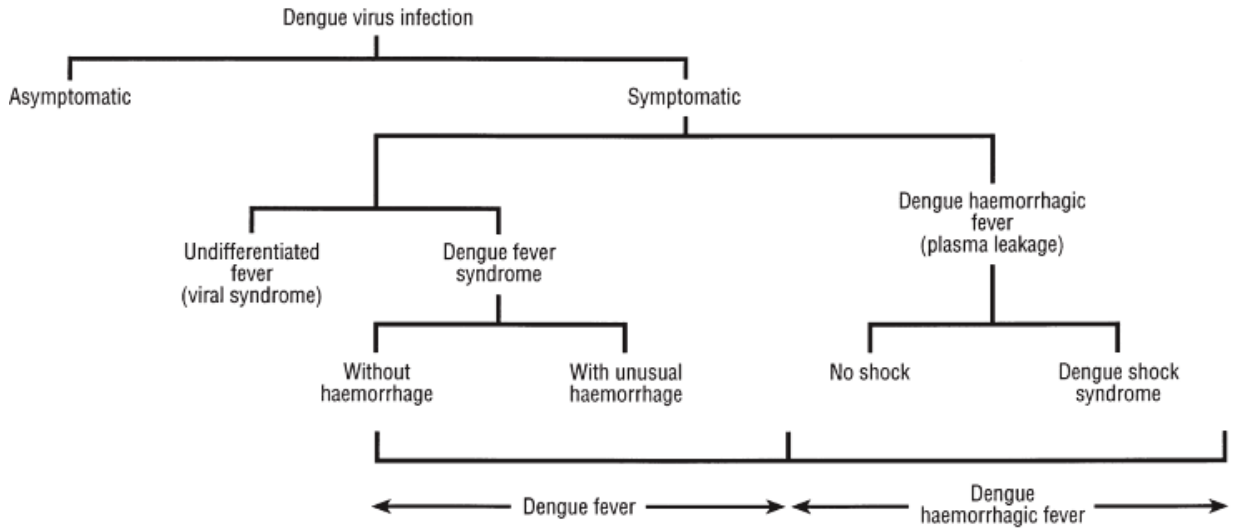 Dengue virus infection
Asymptomatic
Symptomatic
Dengue haemorrhagic
fever
(plasma leakage)
Undifferentiated
fever
(viral syndrome)
Dengue fever
syndrome
Without
haemorrhage
With unusual
haemorrhage
No shock
Dengue shock
syndrome
Dengue fever
Dengue
haemorrhagic fever